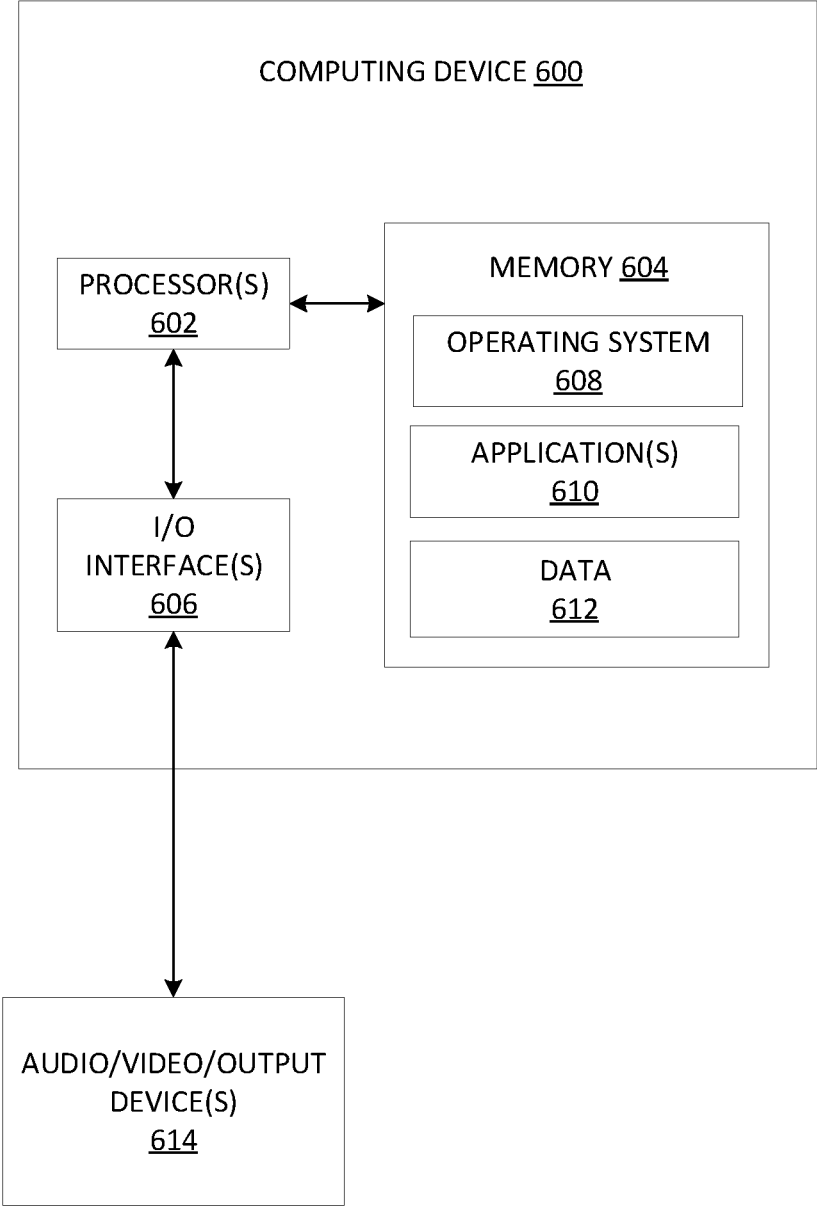 COMPUTING DEVICE 600
PROCESSOR(S)
602
MEMORY 604
OPERATING SYSTEM
608
APPLICATION(S)
610
I/O
INTERFACE(S)
606
DATA
612
AUDIO/VIDEO/OUTPUT
DEVICE(S)
614